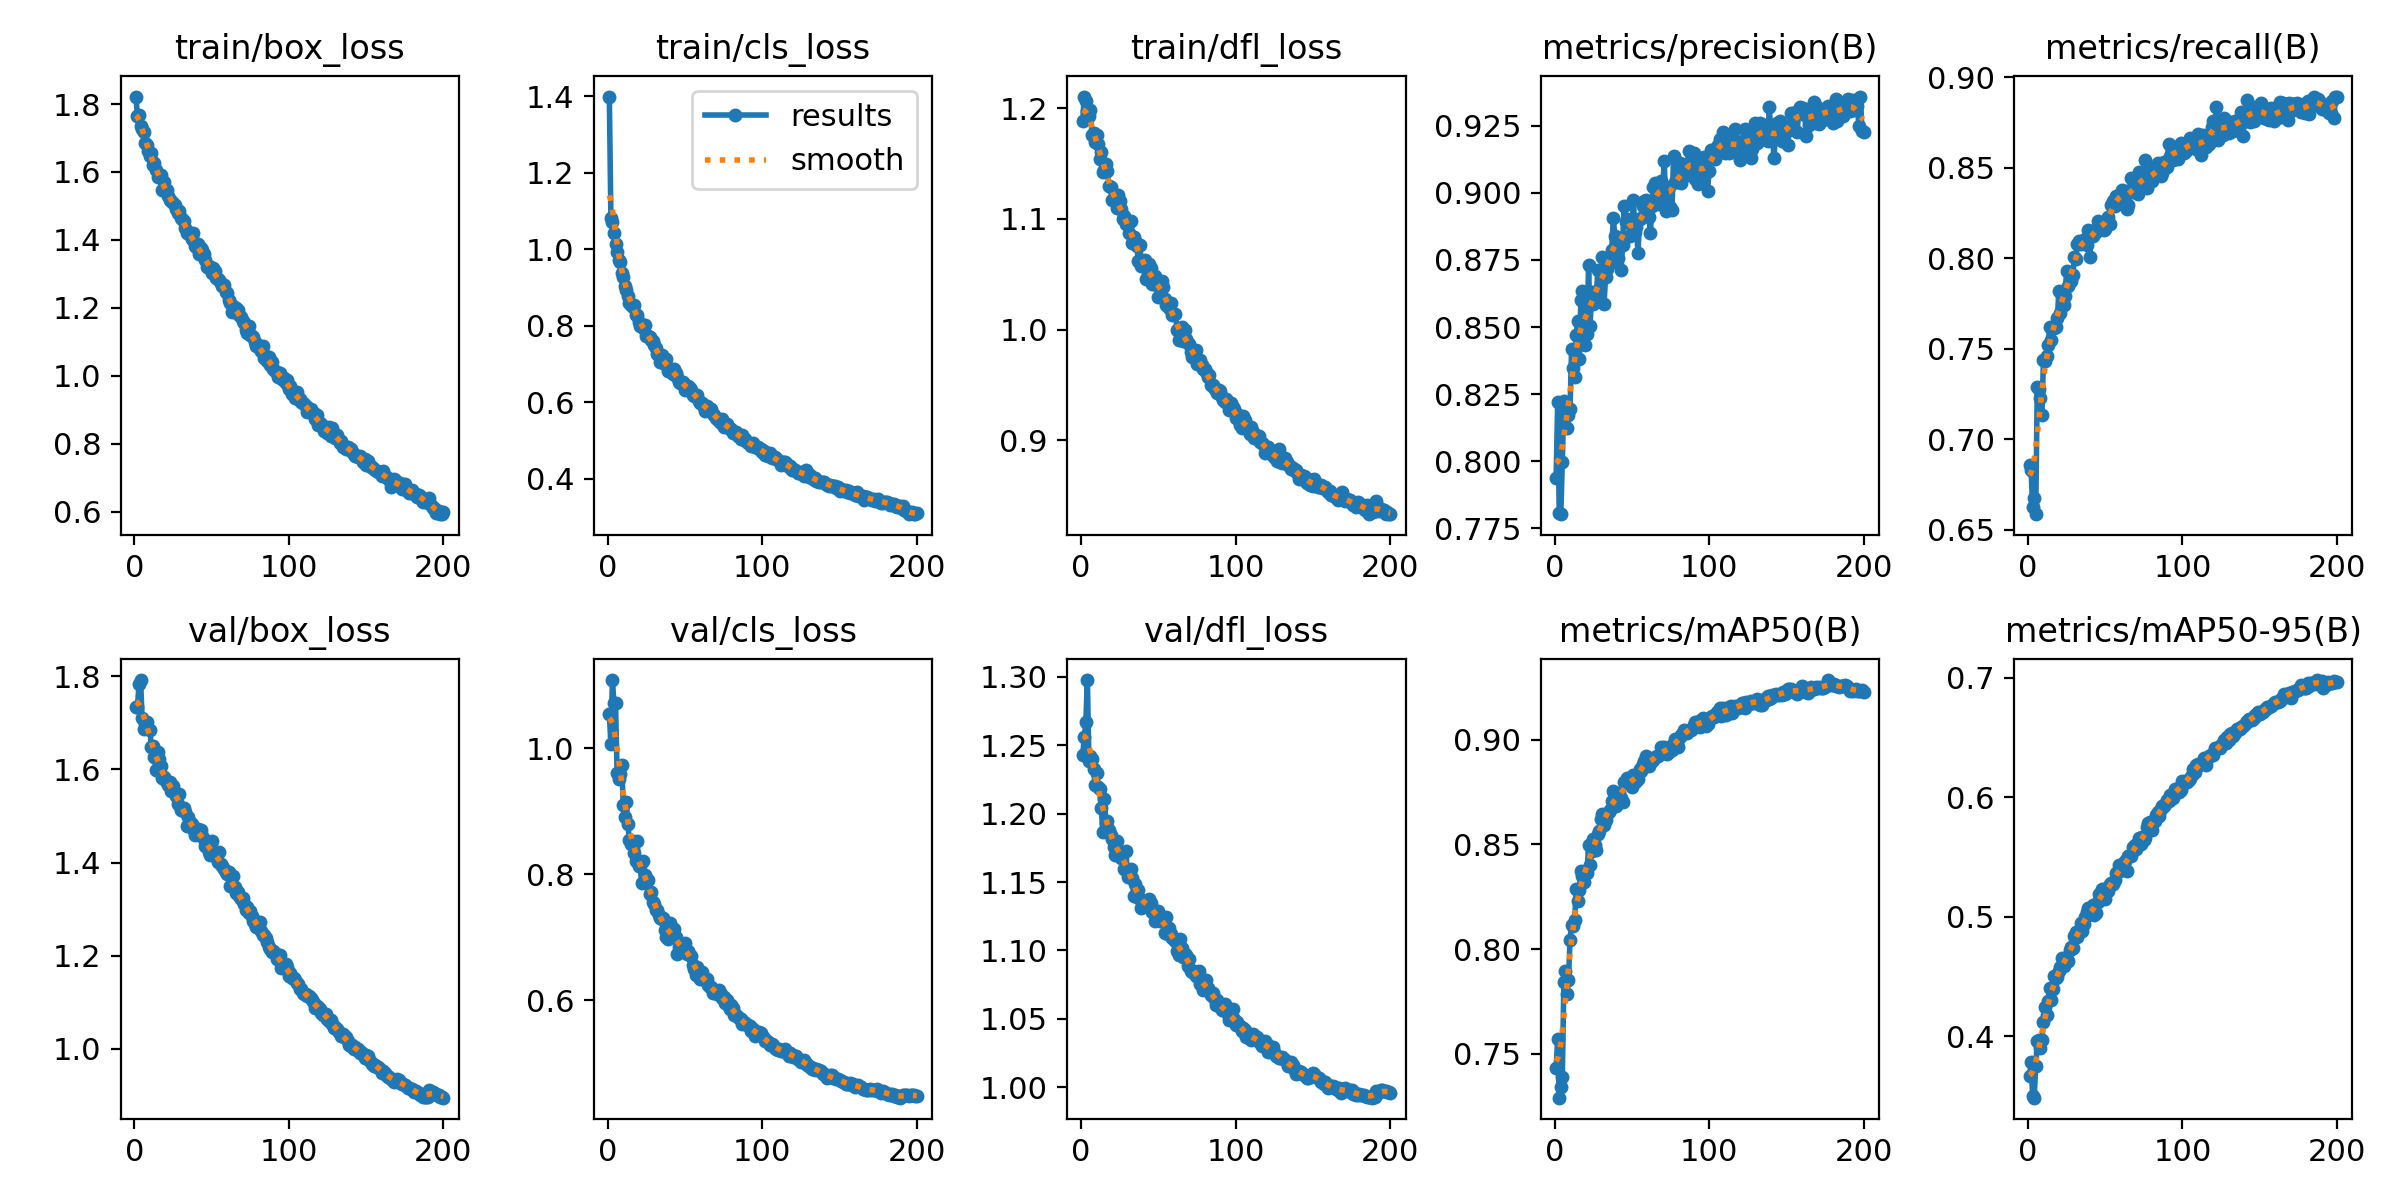 train/box_loss
1.8
1.6
1.4
1.2
1.0
0.8
0.6
0 100 200
train/cls_loss
results
smooth
1.4
1.2
1.0
0.8
0.6
0.4
0 100 200
train/dfl_loss
1.2
1.1
1.0
0.9
0 100 200
metrics/precision(B)
0.925
0.900
0.875
0.850
0.825
0.800
0.775
0 100 200
metrics/recall(B)
0.90
0.85
0.80
0.75
0.70
0.65
0 100 200
val/box_loss
1.8
1.6
1.4
1.2
1.0
0 100 200
val/cls_loss
1.0
0.8
0.6
0 100 200
val/dfl_loss
1.30
1.25
1.20
1.15
1.10
1.05
1.00
0 100 200
metrics/mAP50(B)
0.90
0.85
0.80
0.75
0 100 200
metrics/mAP50-95(B)
0.7
0.6
0.5
0.4
0 100 200